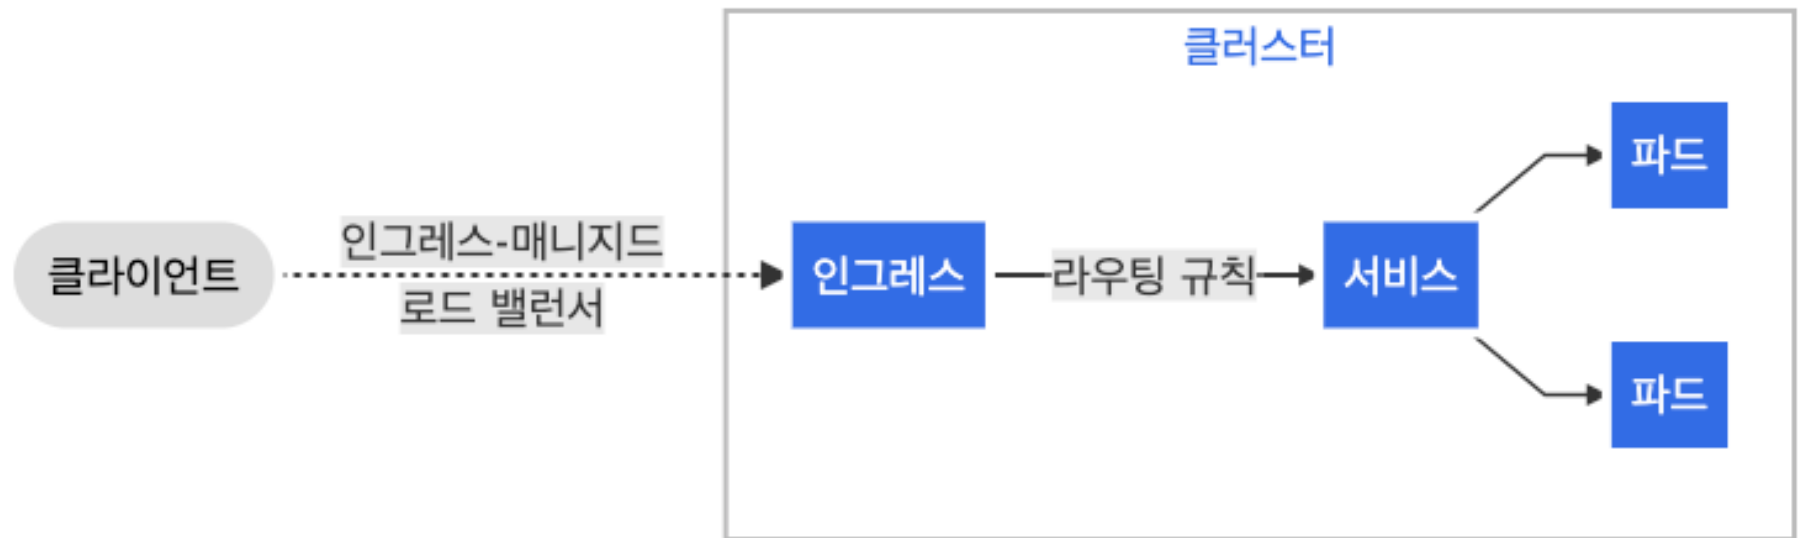 클러스터
클라이언트
인그레스-매니지드
로드 밸런서
인그레스
라우팅 규칙
서비스
파드
파드